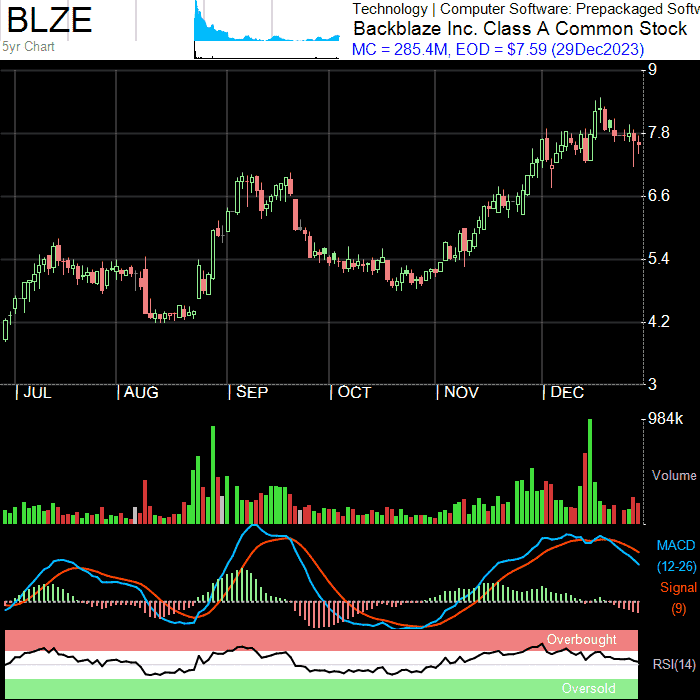 BLZE
5yr Chart
Technology | Computer Software: Prepackaged Softw
Backblaze Inc. Class A Common Stock
MC = 285.4M, EOD = $7.59 (29Dec2023)
9
7.8
6.6
5.4
4.2
3
| JUL | AUG | SEP | OCT | NOV | DEC
984k
Volume
MACD
(12-26)
Signal
(9)
Overbought
RSI(14)
Oversold